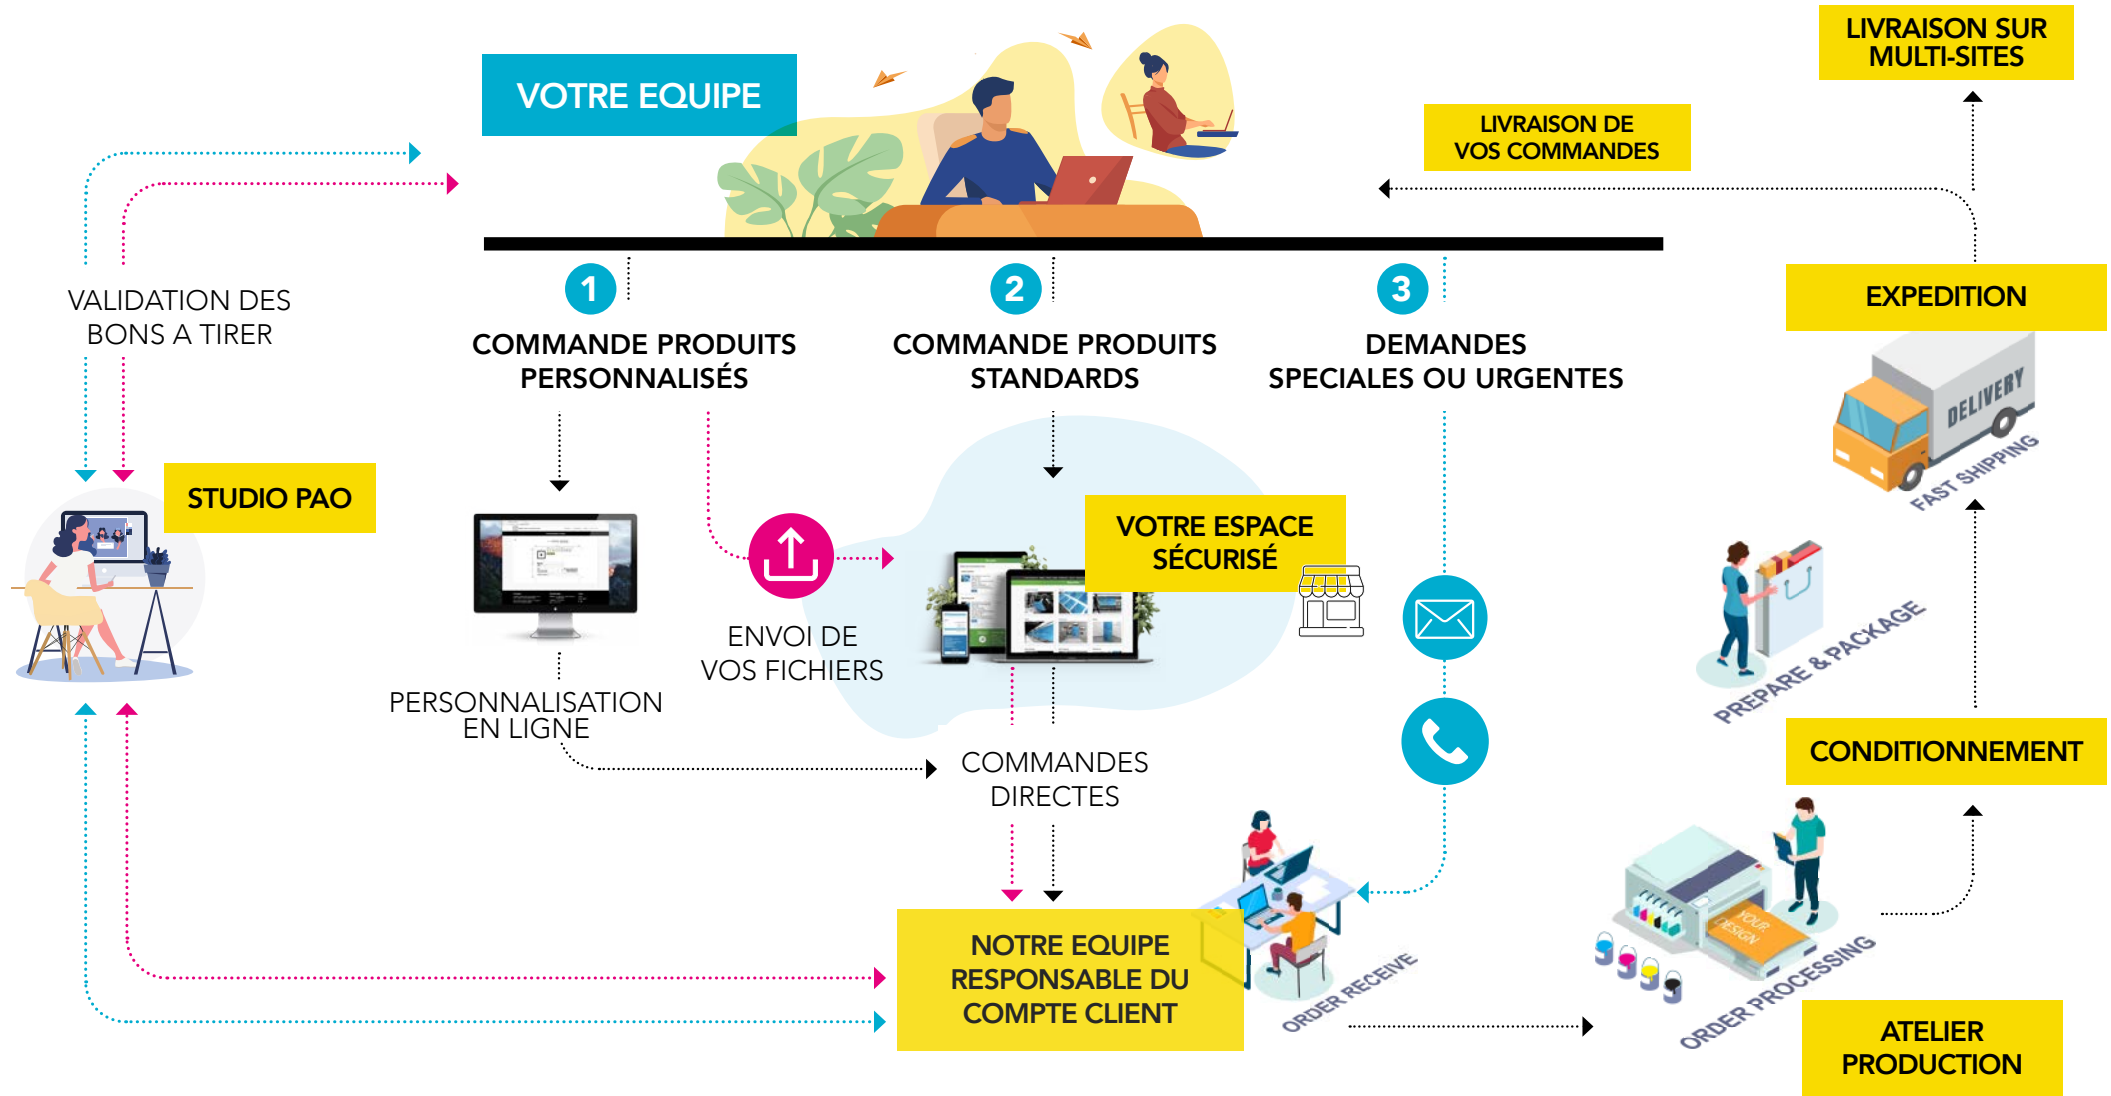 VOTRE EQUIPE
LIVRAISON SUR
MULTI-SITES
LIVRAISON DE
VOS COMMANDES
VALIDATION DES
BONS A TIRER
1
COMMANDE PRODUITS
PERSONNALISÉS
2
COMMANDE PRODUITS
STANDARDS
3
DEMANDES
SPECIALES OU URGENTES
EXPEDITION
DELIVERY
FAST SHIPPING
STUDIO PAO
VOTRE ESPACE
SÉCURISÉ
ENVOI DE
VOS FICHIERS
PERSONNALISATION
EN LIGNE
PREPARE & PACKAGE
COMMANDES
DIRECTES
CONDITIONNEMENT
NOTRE EQUIPE
RESPONSABLE DU
COMPTE CLIENT
ORDER RECEIVE
YOUR
DESIGN
ORDER PROCESSING
ATELIER
PRODUCTION